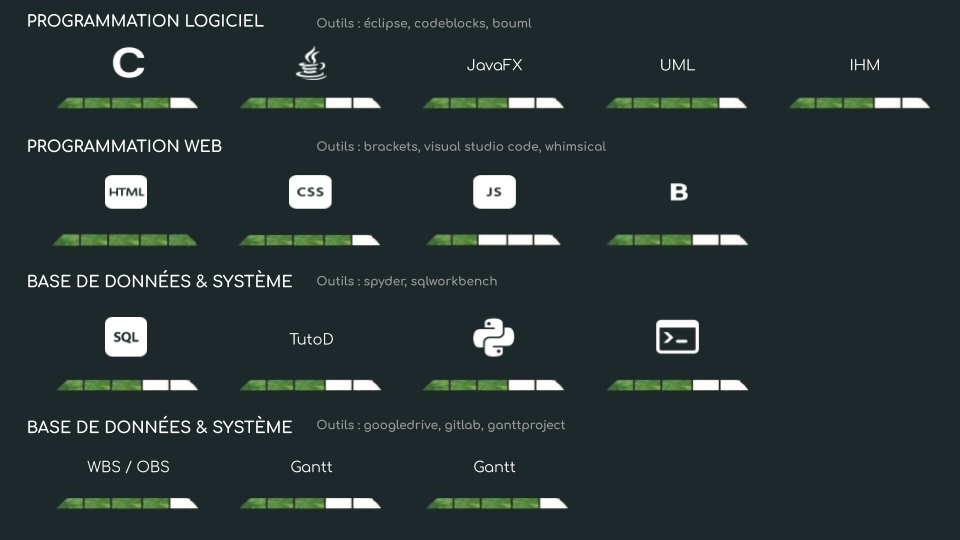 PROGRAMMATION LOGICIEL
Outils : éclipse, codeblocks, bouml
C
JavaFX
UML
IHM
PROGRAMMATION WEB
Outils : brackets, visual studio code, whimsical
HTML
CSS
JS
B
BASE DE DONNÉES & SYSTÈME
Outils : spyder, sqlworkbench
SQL
TutoD
>_
BASE DE DONNÉES & SYSTÈME
Outils : googledrive, gitlab, ganttproject
WBS / OBS
Gantt
Gantt